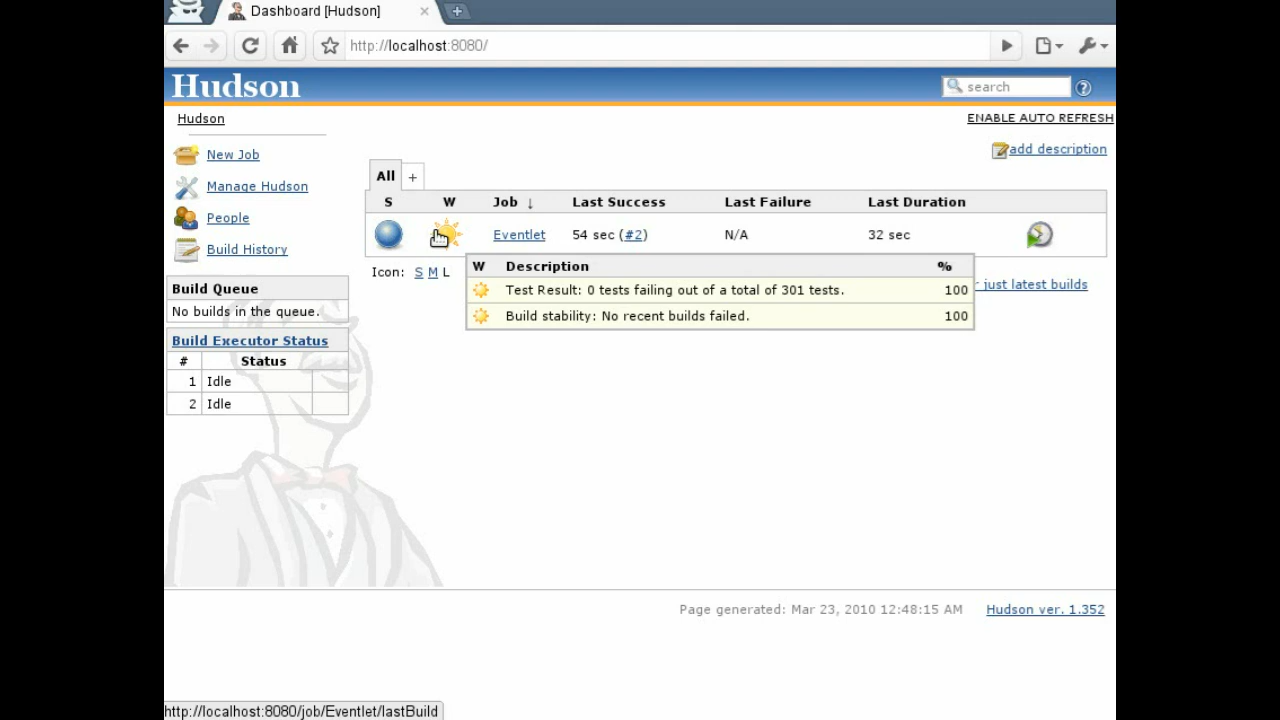 Dashboard [Hudson]
http://localhost:8080/
Hudson
search
Hudson
ENABLE AUTO REFRESH
New Job
add description
Manage Hudson
All +
People
S W Job ↓ Last Success Last Failure Last Duration
Build History
Eventlet 54 sec (#2) N/A 32 sec
Icon: S M L
W Description %
Test Result: 0 tests failing out of a total of 301 tests. 100
Build stability: No recent builds failed. 100
just latest builds
Build Queue
No builds in the queue.
Build Executor Status
# Status
1 Idle
2 Idle
Page generated: Mar 23, 2010 12:48:15 AM Hudson ver. 1.352
http://localhost:8080/job/Eventlet/lastBuild